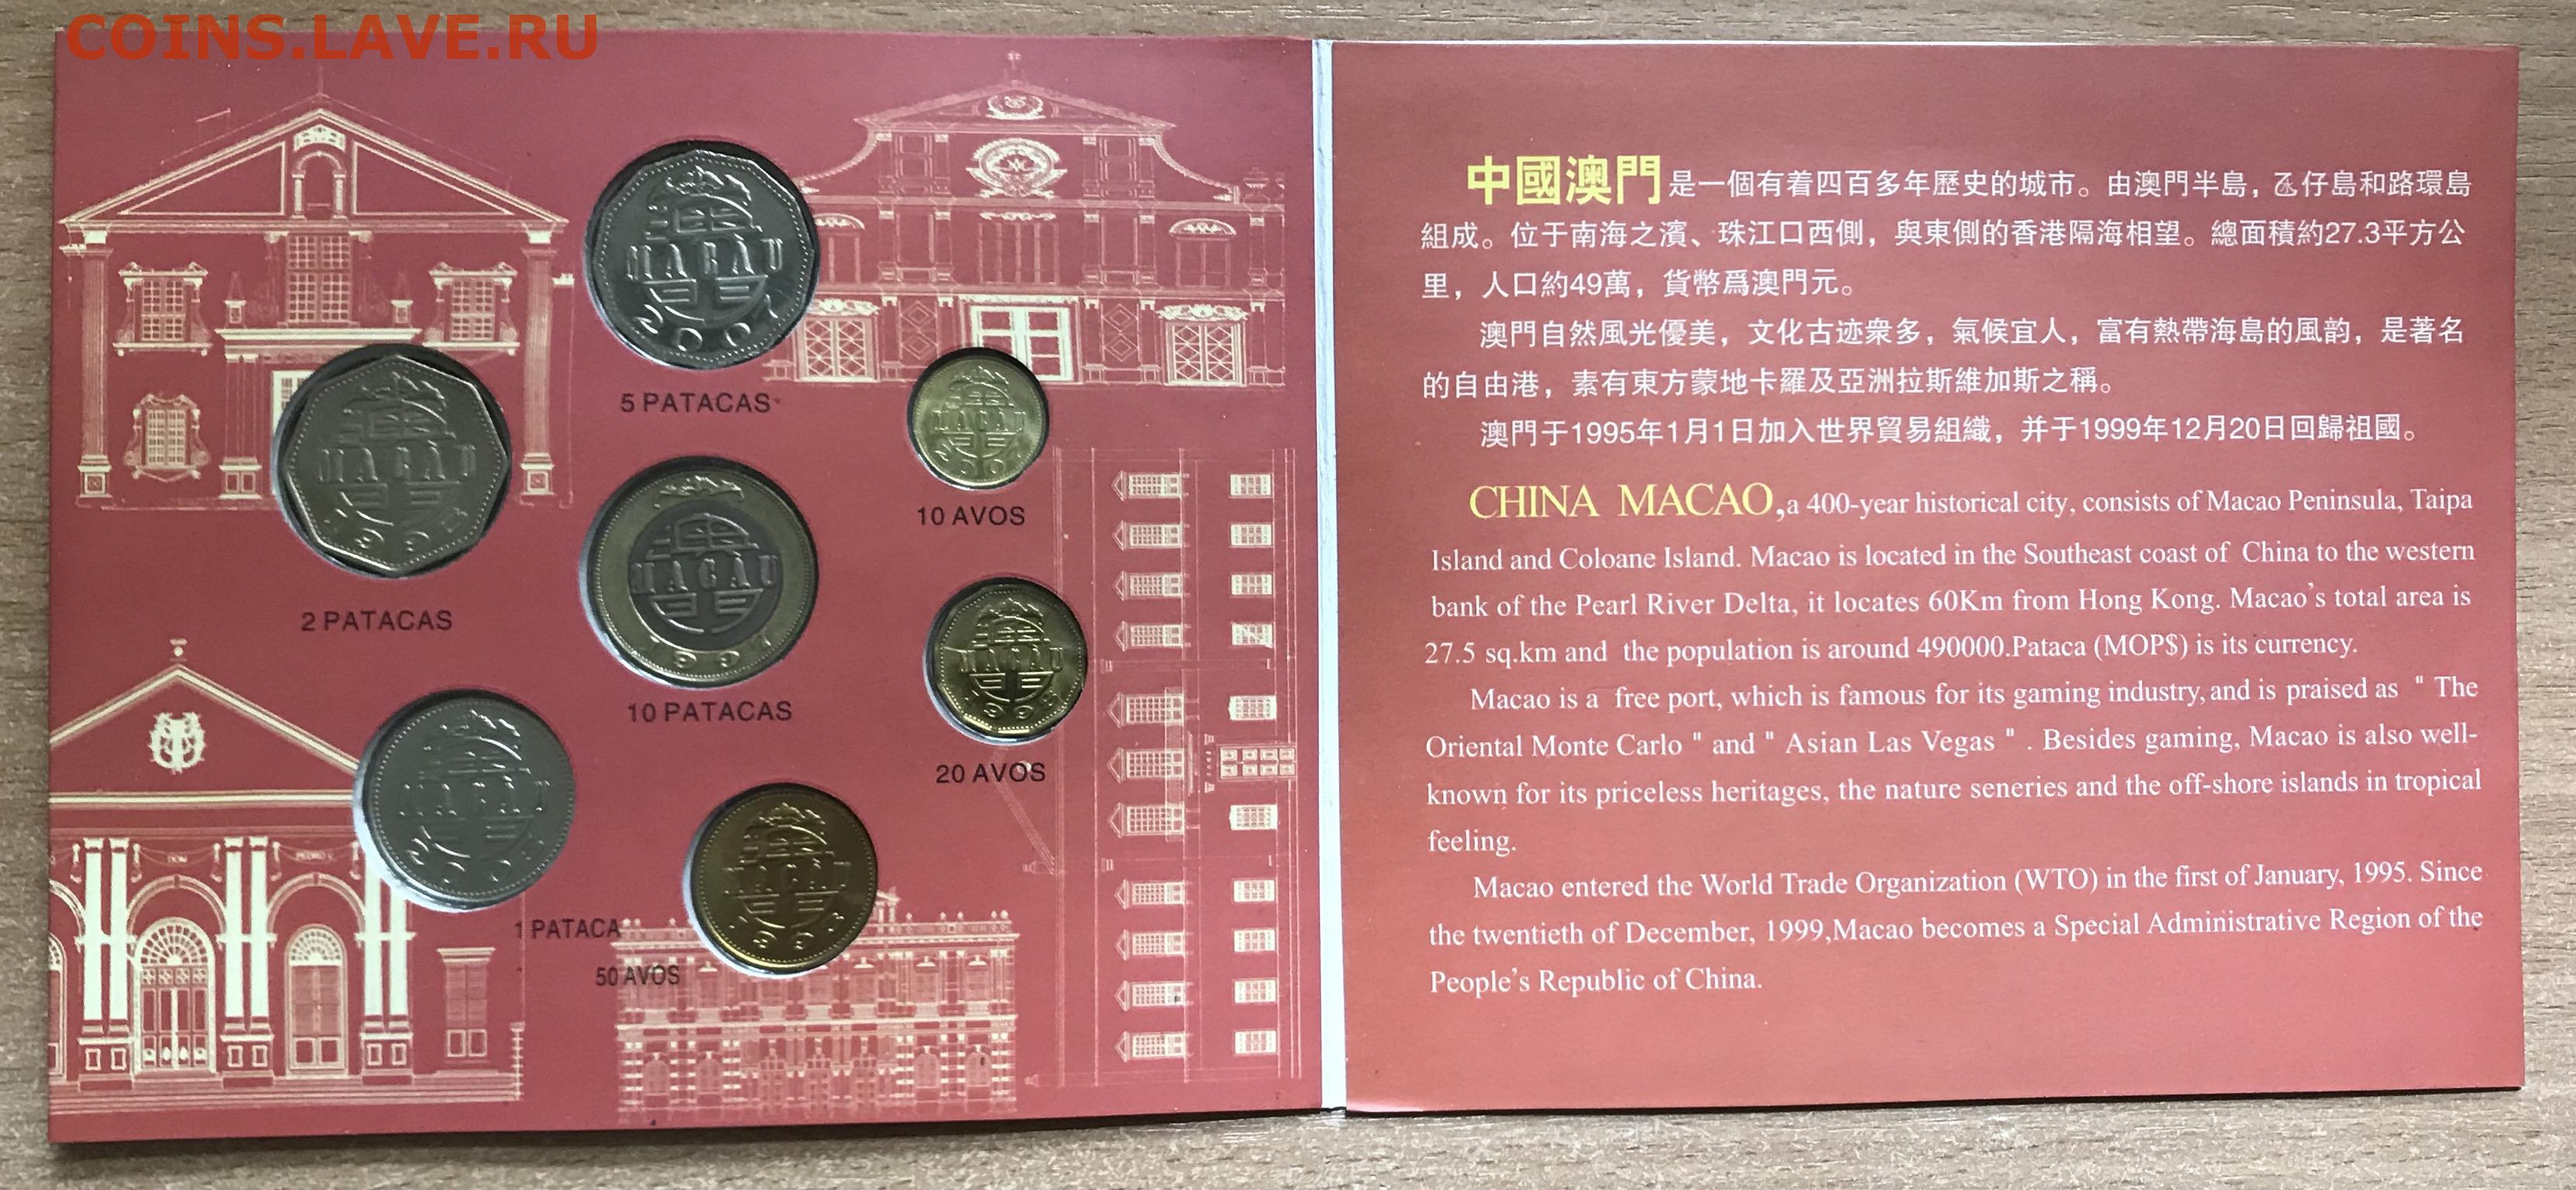 COINS.LAVE.RU
MACAU
2007
5 PATACAS
MACAU
1998
2 PATACAS
MACAU
2007
10 AVOS
MACAU
1997
10 PATACAS
MACAU
1998
20 AVOS
MACAU
1 PATACA
MACAU
1993
50 AVOS
DOM
PEDRO V
中國澳門是一個有着四百多年歷史的城市。由澳門半島，氹仔島和路環島
組成。位于南海之濱、珠江口西側，與東側的香港隔海相望。總面積約27.3平方公
里，人口約49萬，貨幣爲澳門元。
澳門自然風光優美，文化古迹衆多，氣候宜人，富有熱帶海島的風韵，是著名
的自由港，素有東方蒙地卡羅及亞洲拉斯維加斯之稱。
澳門于1995年1月1日加入世界貿易組織，并于1999年12月20日回歸祖國。
CHINA MACAO,a 400-year historical city, consists of Macao Peninsula, Taipa
Island and Coloane Island. Macao is located in the Southeast coast of China to the western
bank of the Pearl River Delta, it locates 60Km from Hong Kong. Macao's total area is
27.5 sq.km and the population is around 490000.Pataca (MOP$) is its currency.
Macao is a free port, which is famous for its gaming industry, and is praised as " The
Oriental Monte Carlo " and " Asian Las Vegas " . Besides gaming, Macao is also well-
known for its priceless heritages, the nature seneries and the off-shore islands in tropical
feeling.
Macao entered the World Trade Organization (WTO) in the first of January, 1995. Since
the twentieth of December, 1999,Macao becomes a Special Administrative Region of the
People's Republic of China.